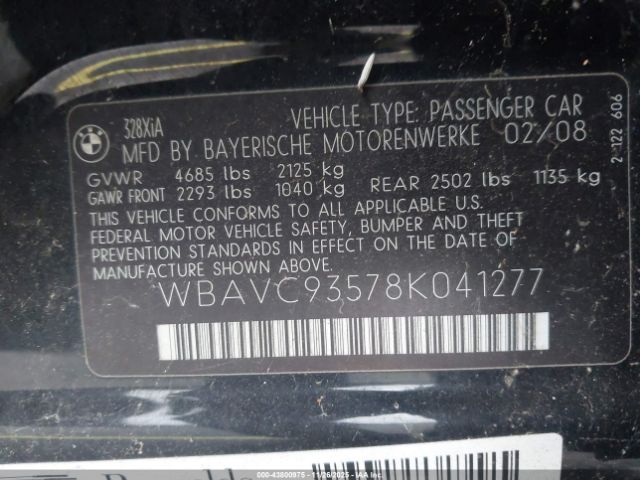 BMW
328XiA
VEHICLE TYPE: PASSENGER CAR
MFD BY BAYERISCHE MOTORENWERKE 02/08
GVWR 4685 lbs 2125 kg
GAWR FRONT 2293 lbs 1040 kg REAR 2502 lbs 1135 kg
THIS VEHICLE CONFORMS TO ALL APPLICABLE U.S.
FEDERAL MOTOR VEHICLE SAFETY, BUMPER AND THEFT
PREVENTION STANDARDS IN EFFECT ON THE DATE OF
MANUFACTURE SHOWN ABOVE.
WBAVC93578K041277
2-122 606
000-43800975 - 11/26/2025 - IAAI.COM